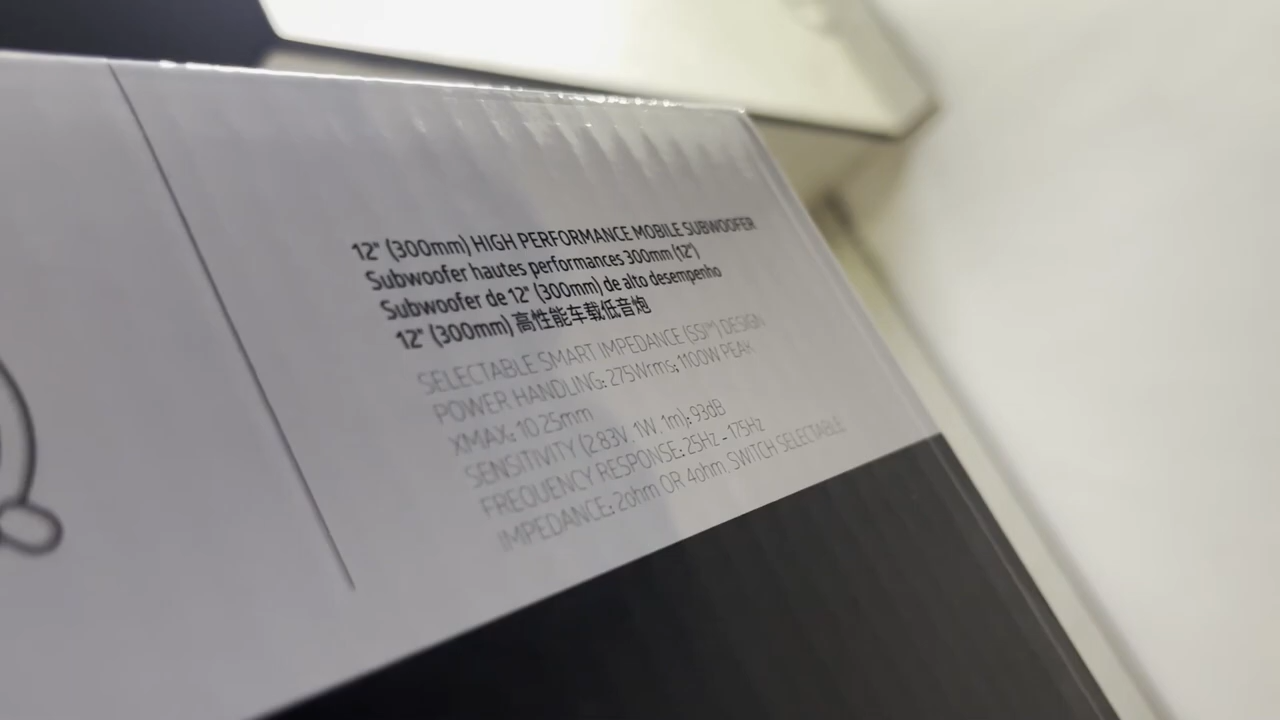 12" (300mm) HIGH PERFORMANCE MOBILE SUBWOOFER
Subwoofer hautes performances 300mm (12")
Subwoofer de 12" (300mm) de alto desempenho
12" (300mm) 高性能车载低音炮
SELECTABLE SMART IMPEDANCE (SSI™) DESIGN
POWER HANDLING: 275Wrms; 1100W PEAK
XMAX: 10.25mm
SENSITIVITY (2.83V, 1W, 1m): 93dB
FREQUENCY RESPONSE: 25Hz - 175Hz
IMPEDANCE: 2ohm OR 4ohm, SWITCH SELECTABLE